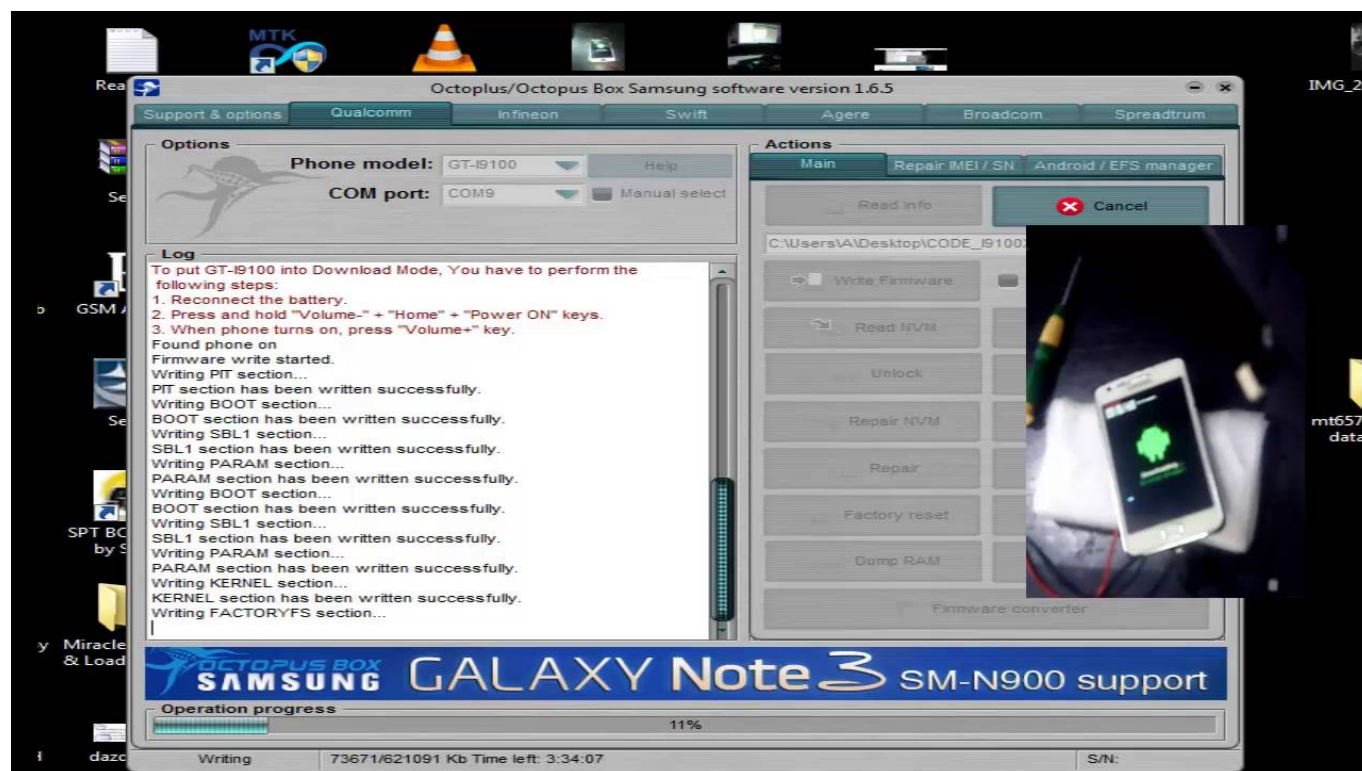 MTK
Rea
IMG_2
Octoplus/Octopus Box Samsung software version 1.6.5
Support & options
Qualcomm
Infineon
Swift
Agere
Broadcom
Spreadtrum
Options
Phone model:
GT-I9100
Help
COM port:
COM9
Manual select
Actions
Main
Repair IMEI / SN
Android / EFS manager
Read info
Cancel
C:\Users\A\Desktop\CODE_I9100
Write Firmware
Read NVM
Unlock
Repair NVM
Repair
Factory reset
Dump RAM
Firmware converter
Log
To put GT-I9100 into Download Mode, You have to perform the
following steps:
1. Reconnect the battery.
2. Press and hold "Volume-" + "Home" + "Power ON" keys.
3. When phone turns on, press "Volume+" key.
Found phone on
Firmware write started.
Writing PIT section...
PIT section has been written successfully.
Writing BOOT section...
BOOT section has been written successfully.
Writing SBL1 section...
SBL1 section has been written successfully.
Writing PARAM section...
PARAM section has been written successfully.
Writing BOOT section...
BOOT section has been written successfully.
Writing SBL1 section...
SBL1 section has been written successfully.
Writing PARAM section...
PARAM section has been written successfully.
Writing KERNEL section...
KERNEL section has been written successfully.
Writing FACTORYFS section...
Se
GSM
Se
SPT BO
by S
Miracle
& Load
dazc
mt657
data
OCTOPUS BOX
SAMSUNG
GALAXY Note 3 SM-N900 support
Operation progress
11%
Writing
73671/621091 Kb Time left: 3:34:07
S/N: